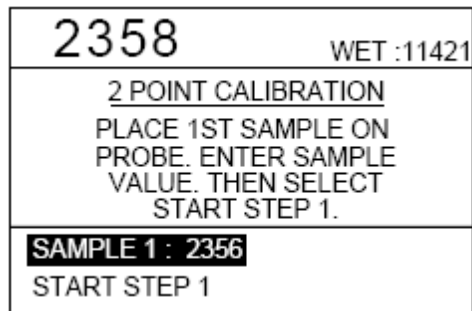 2358 WET :11421
2 POINT CALIBRATION
PLACE 1ST SAMPLE ON
PROBE. ENTER SAMPLE
VALUE. THEN SELECT
START STEP 1.
SAMPLE 1 : 2356
START STEP 1